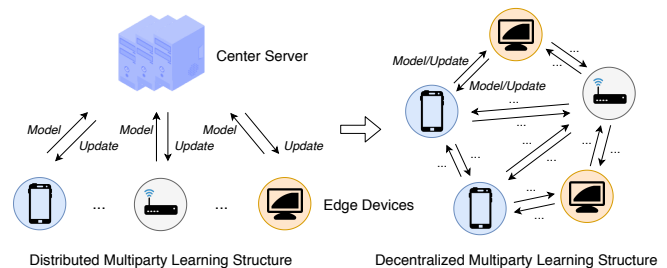 Center Server
Model
Update
Model
Update
Model
Update
...
...
Edge Devices
Distributed Multiparty Learning Structure
Model/Update
Model/Update
...
...
...
...
...
...
...
...
...
...
...
...
Decentralized Multiparty Learning Structure